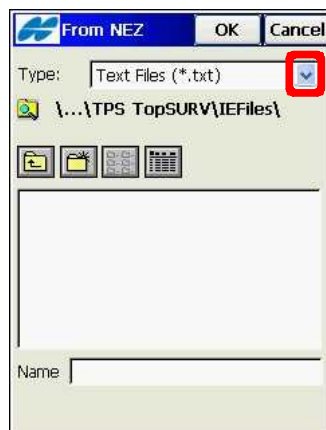 From NEZ OK Cancel
Type: Text Files (*.txt)
\...\TPS TopSURV\IEFiles\
Name